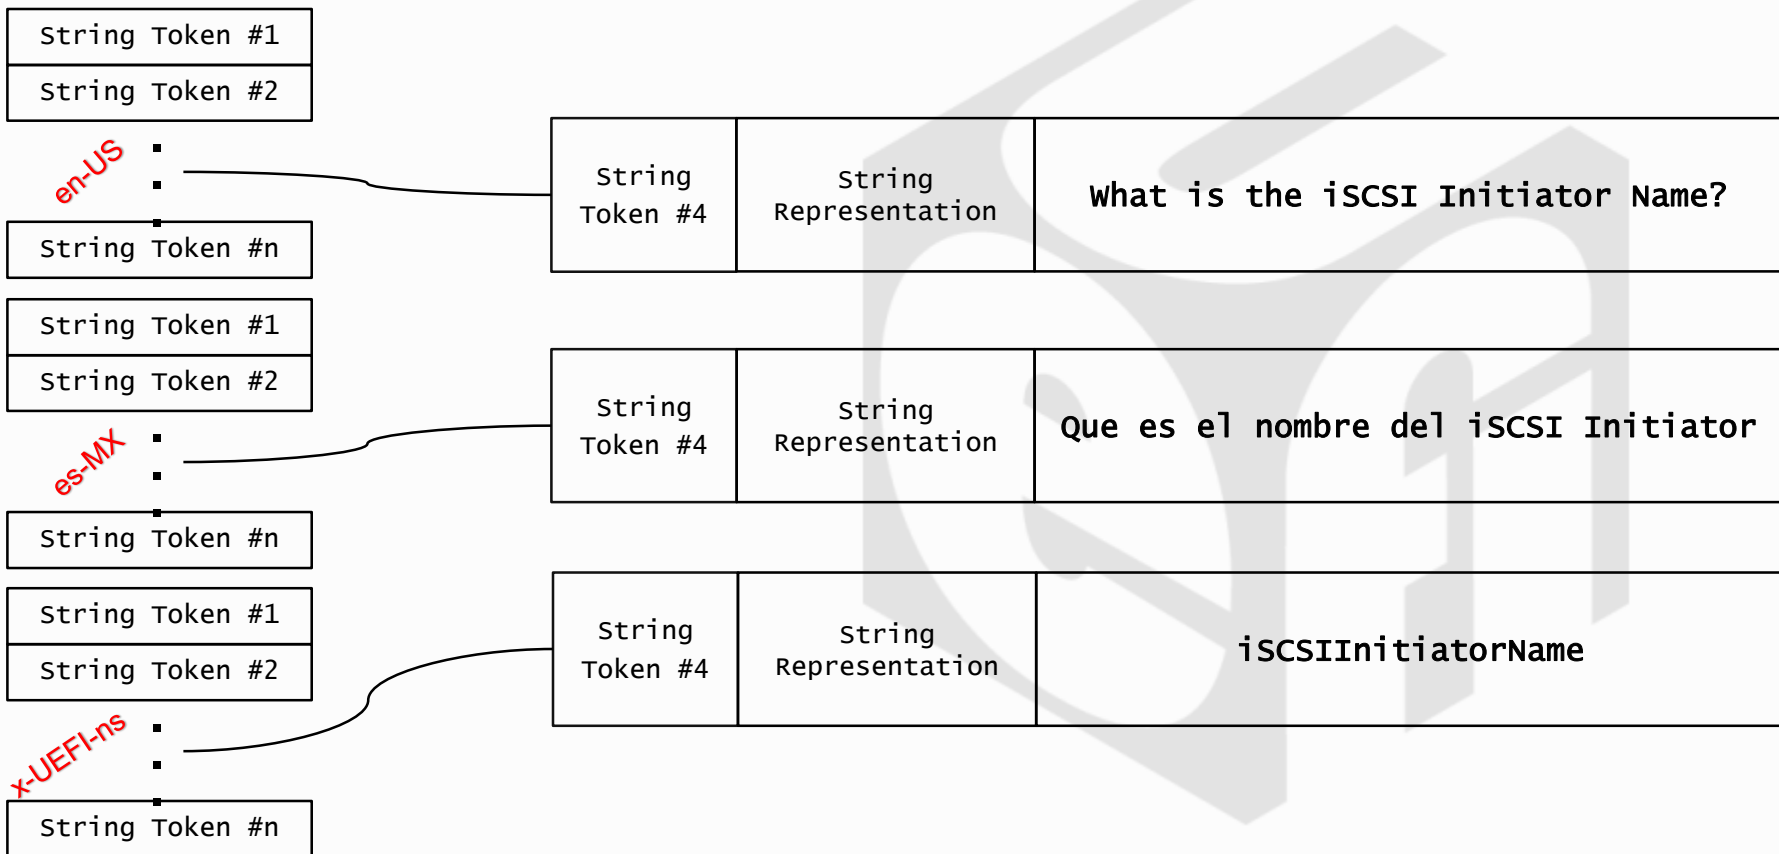 String Token #1
String Token #2
en-US
String Token #n
String
Token #4
String
Representation
What is the iSCSI Initiator Name?
String Token #1
String Token #2
es-MX
String Token #n
String
Token #4
String
Representation
Que es el nombre del iSCSI Initiator
String Token #1
String Token #2
x-UEFI-ns
String Token #n
String
Token #4
String
Representation
iSCSIInitiatorName